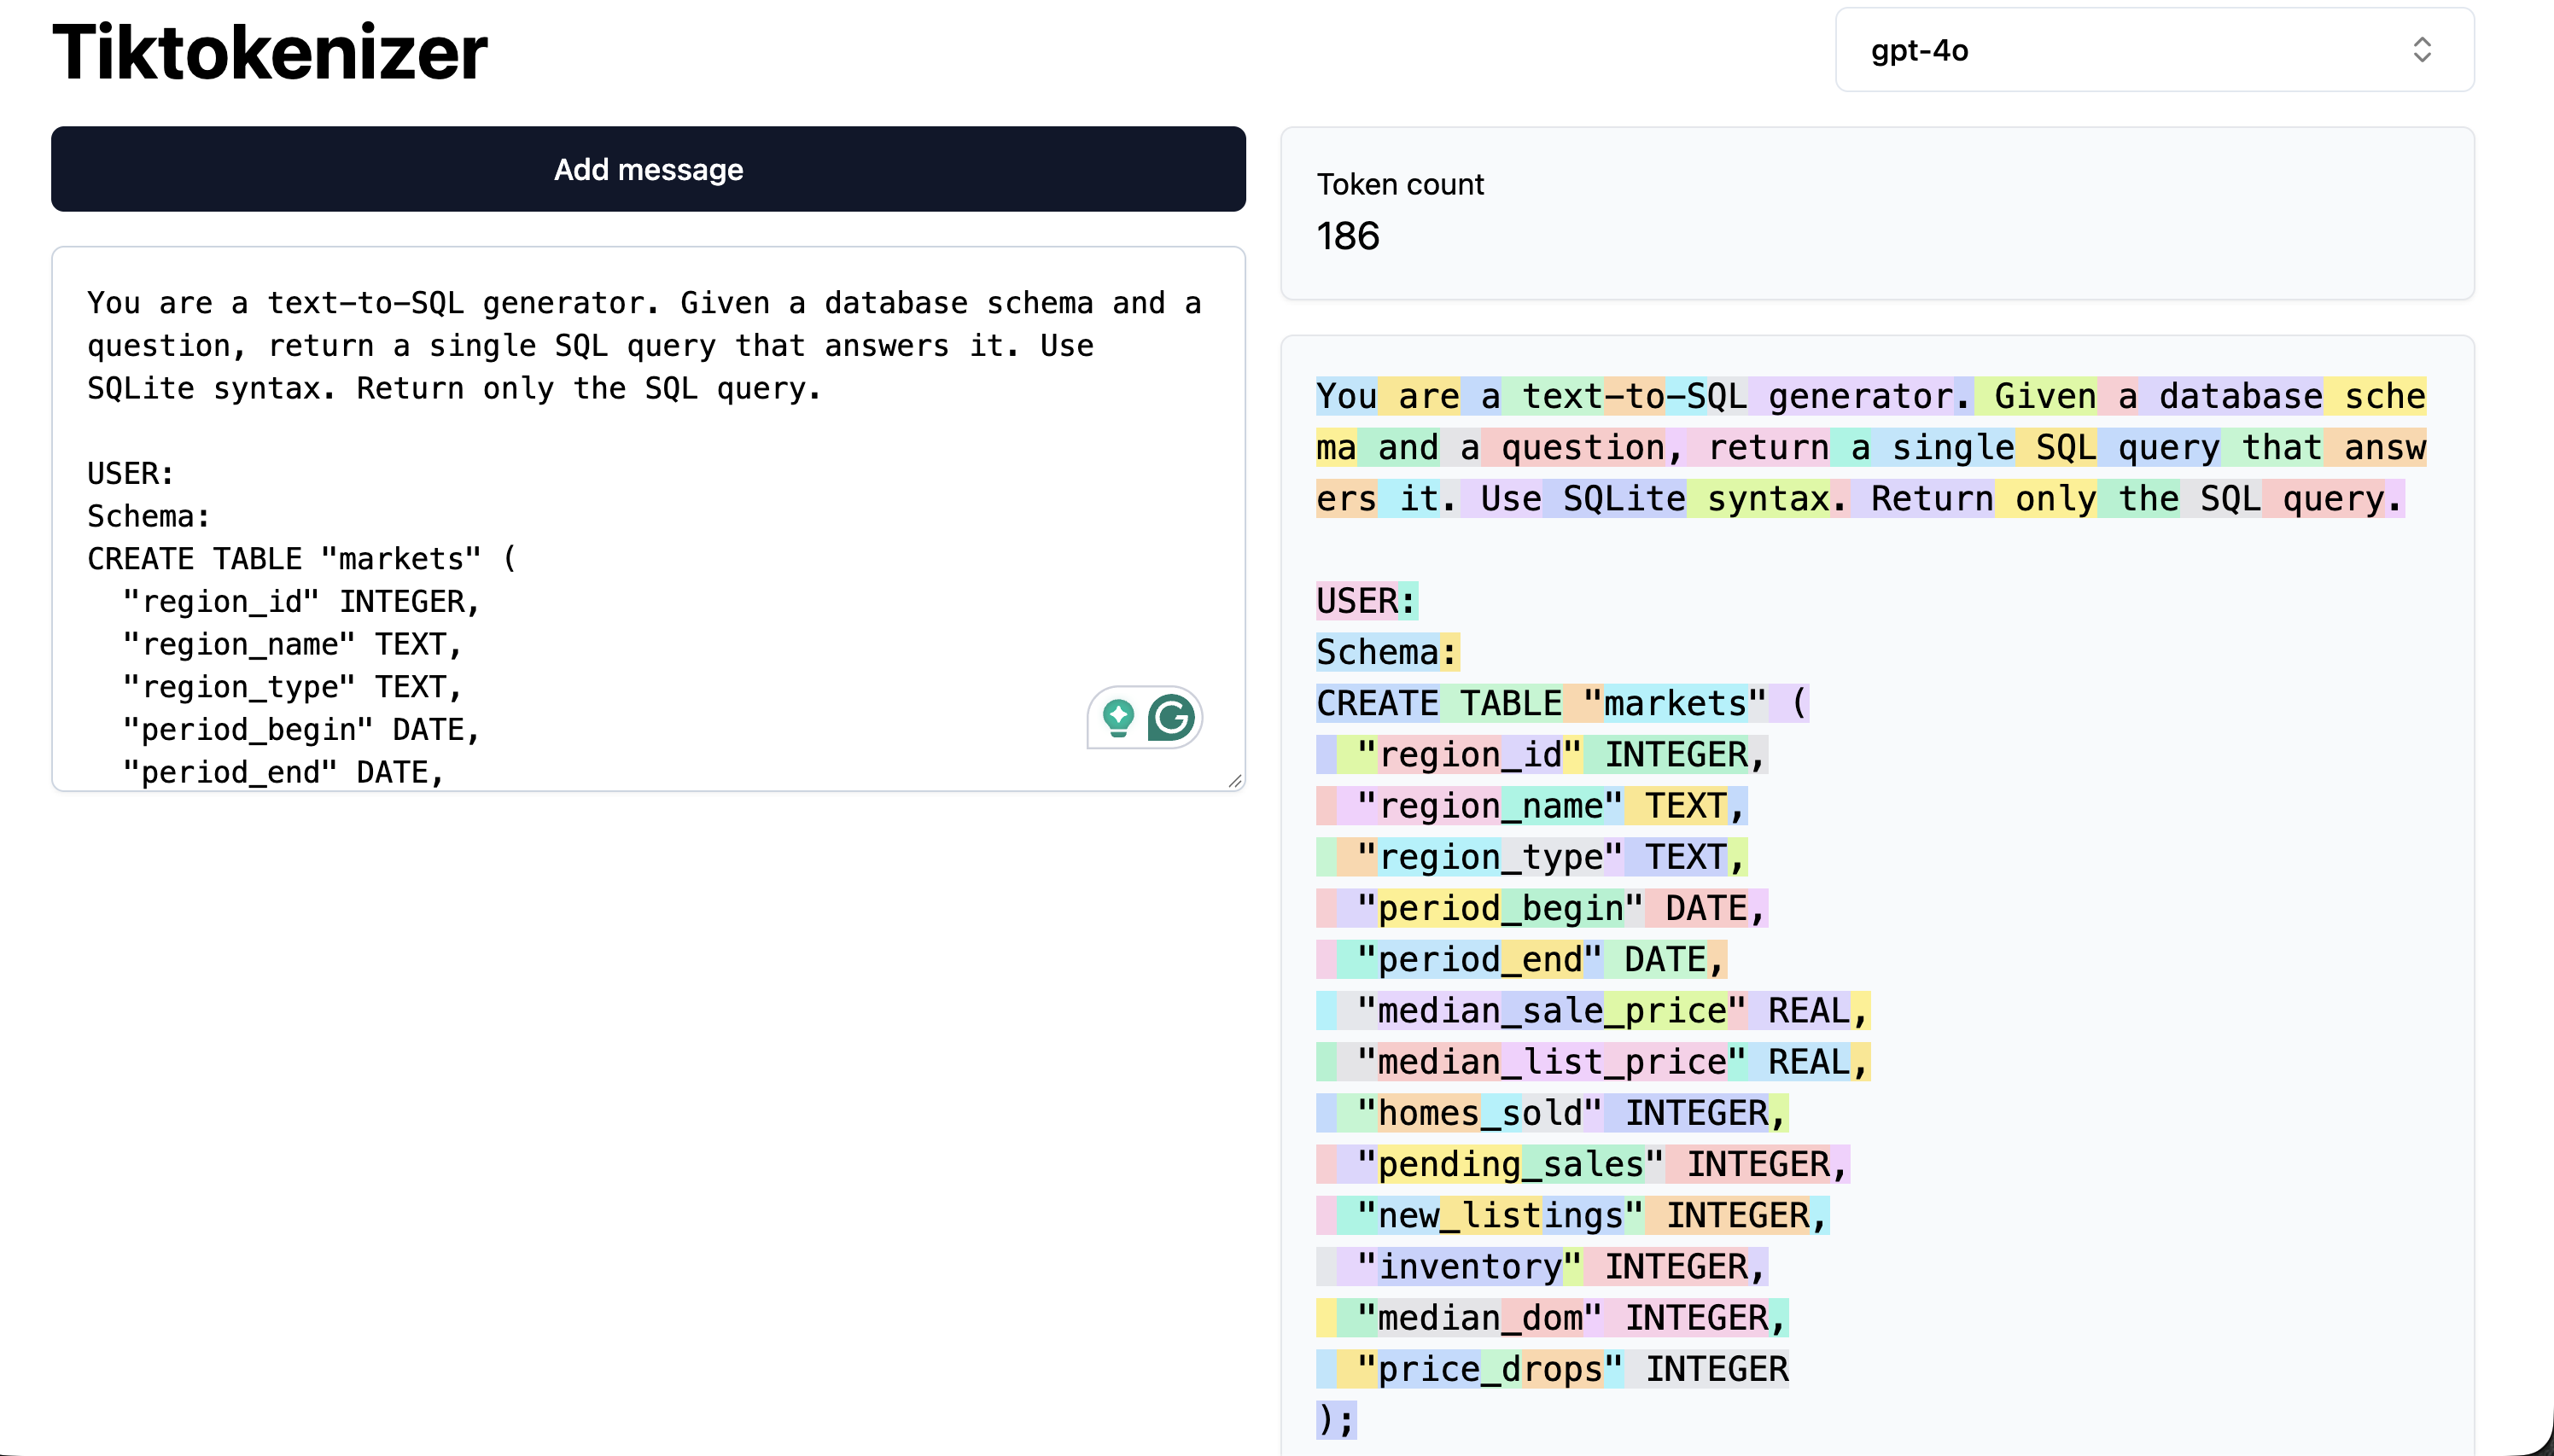 Tiktokenizer
gpt-4o
Add message
You are a text-to-SQL generator. Given a database schema and a
question, return a single SQL query that answers it. Use
SQLite syntax. Return only the SQL query.
USER:
Schema:
CREATE TABLE "markets" (
  "region_id" INTEGER,
  "region_name" TEXT,
  "region_type" TEXT,
  "period_begin" DATE,
  "period_end" DATE,
Token count
186
You are a text-to-SQL generator. Given a database sche
ma and a question, return a single SQL query that answ
ers it. Use SQLite syntax. Return only the SQL query.
USER:
Schema:
CREATE TABLE "markets" (
  "region_id" INTEGER,
  "region_name" TEXT,
  "region_type" TEXT,
  "period_begin" DATE,
  "period_end" DATE,
  "median_sale_price" REAL,
  "median_list_price" REAL,
  "homes_sold" INTEGER,
  "pending_sales" INTEGER,
  "new_listings" INTEGER,
  "inventory" INTEGER,
  "median_dom" INTEGER,
  "price_drops" INTEGER
);